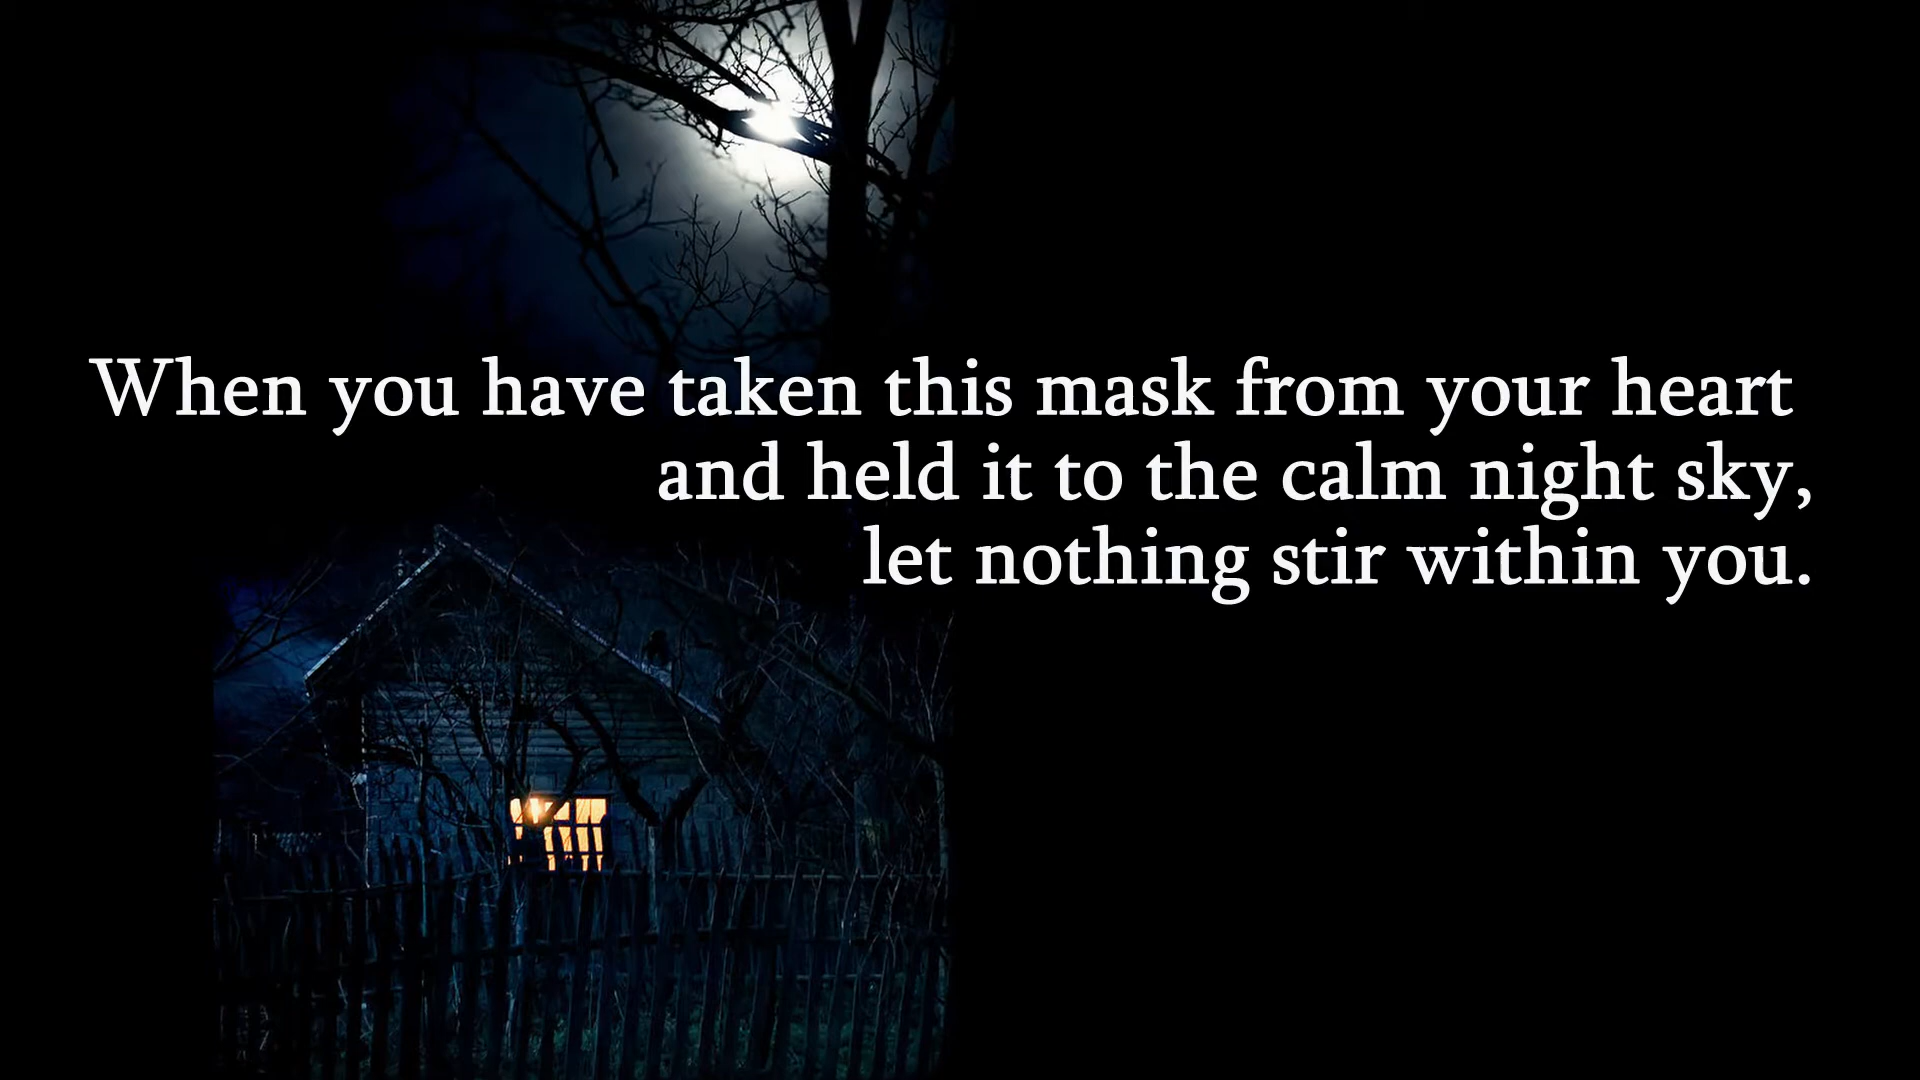 When you have taken this mask from your heart
and held it to the calm night sky,
let nothing stir within you.